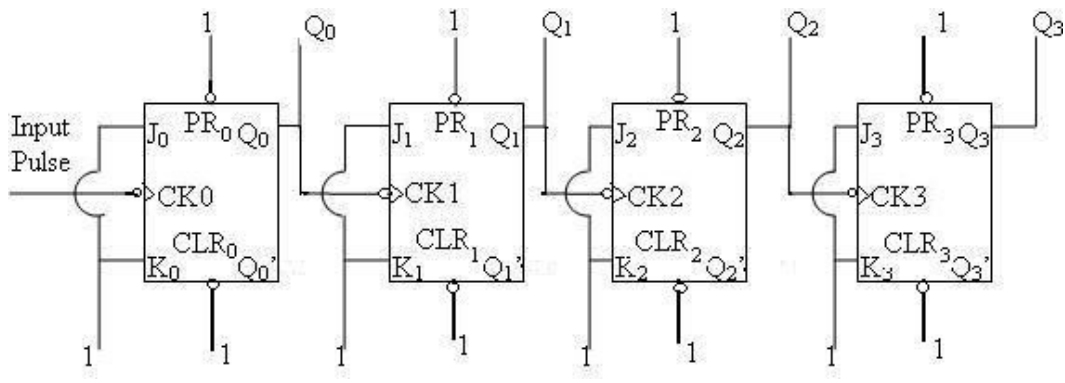 1 Q₀ 1 Q₁ 1 Q₂ 1 Q₃
PR₀ PR₁ PR₂ PR₃
Input
Pulse
J₀ Q₀ J₁ Q₁ J₂ Q₂ J₃ Q₃
CK0 CK1 CK2 CK3
CLR₀ CLR₁ CLR₂ CLR₃
K₀ Q₀' K₁ Q₁' K₂ Q₂' K₃ Q₃'
1 1 1 1 1 1 1 1